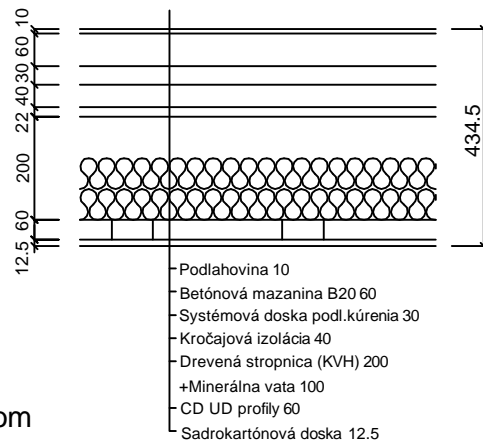 10
60
30
40
22
200
60
12.5
434.5
Podlahovina 10
Betónová mazanina B20 60
Systémová doska podl.kúrenia 30
Kročajová izolácia 40
Drevená stropnica (KVH) 200
+Minerálna vata 100
CD UD profily 60
Sadrokartónová doska 12.5
om